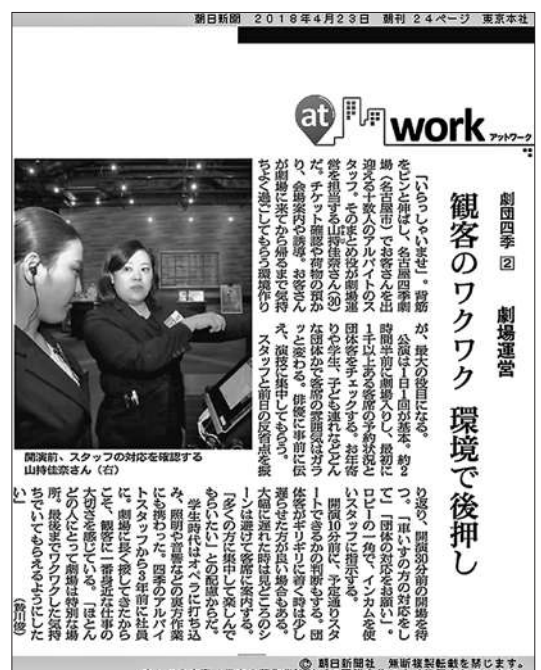 朝日新聞 2018年4月23日 朝刊 24ページ 東京本社
at work アットワーク
劇団四季 2 劇場運営
観客のワクワク 環境で後押し
「いらっしゃいませ」。背筋
をピンと伸ばし、名古屋四季劇
場(名古屋市)でお客さんを出
迎える十数人のアルバイトのス
タッフ。そのまとめ役が劇場運
営を担当する山持佳奈さん(30)
だ。チケット確認や荷物の預か
り、会場案内や誘導。お客さん
が劇場に来てから帰るまで気持
ちよく過ごしてもらう環境作り
が、最大の役目になる。
公演は1日1回が基本。約2
時間半前に劇場入りし、最初に
1千以上ある客席の予約状況と
団体客をチェックする。お年寄
りや学生、子ども連れなどどん
な団体かで客席の雰囲気はガラ
ッと変わる。俳優に事前に伝
え、演技に集中してもらう。
スタッフと前日の反省点を振
り返り、開演30分前の開場を待
つ。「車いすの方の対応をし
て」「団体の対応をお願い」。
ロビーの一角で、インカムを使
いスタッフに指示する。
開演10分前に、予定通りスタ
ートできるかの判断もする。団
体客がギリギリに着く時は少し
遅らせた方が良い場合もある。
大幅に遅れた時は見どころのシ
ーンは避けて客席に案内する。
「多くの方に集中して楽しんで
もらいたい」との配慮からだ。
学生時代はオペラに打ち込
み、照明や音響などの裏方作業
にも携わった。四季のアルバイ
トスタッフから3年前に社員
に。劇場に長く接してきたから
こそ、観客に一番身近な仕事の
大切さを感じている。「ほとん
どの人にとって劇場は特別な場
所。最後までワクワクした気持
ちでいてもらえるようにした
い」 (贄川俊)
開演前、スタッフの対応を確認する
山持佳奈さん(右)
© 朝日新聞社 無断複製転載を禁じます。